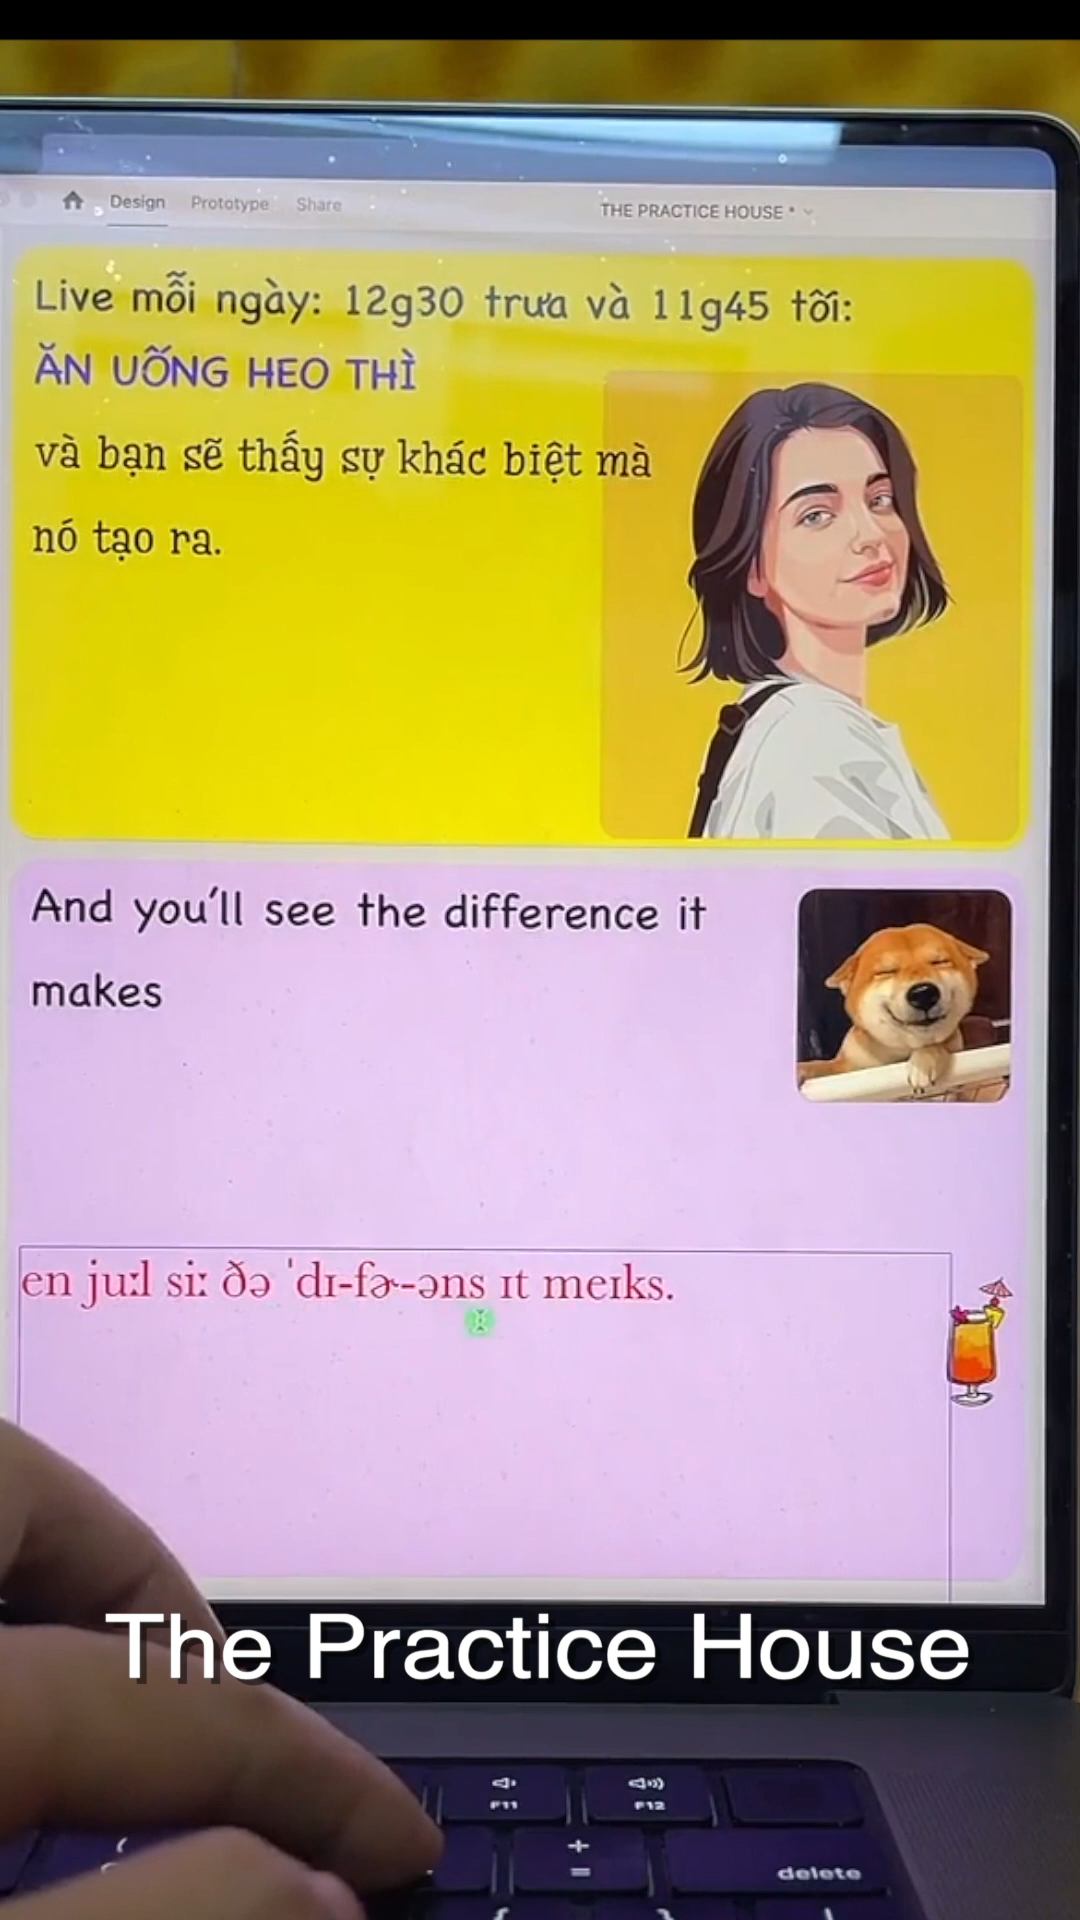 Design Prototype Share THE PRACTICE HOUSE *
Live mỗi ngày: 12g30 trưa và 11g45 tối:
ĂN UỐNG HEO THÌ
và bạn sẽ thấy sự khác biệt mà
nó tạo ra.
And you'll see the difference it
makes
en juːl siː ðə ˈdɪ-fɚ-əns ɪt meɪks.
The Practice House
F11 F12
+
=
delete